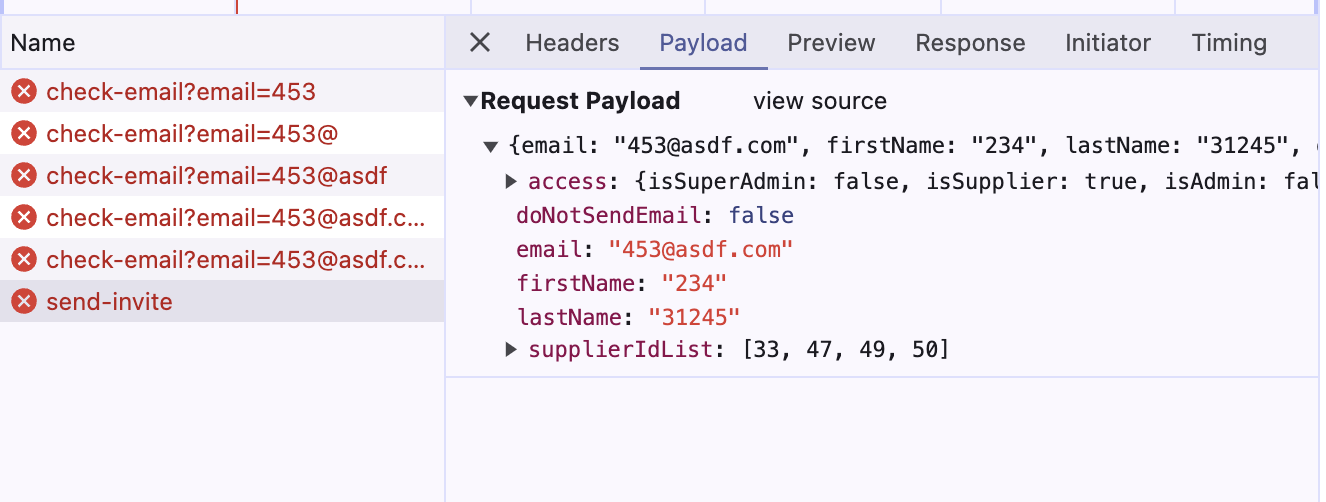 Name
Headers Payload Preview Response Initiator Timing
check-email?email=453
check-email?email=453@
check-email?email=453@asdf
check-email?email=453@asdf.c...
check-email?email=453@asdf.c...
send-invite
Request Payload view source
{email: "453@asdf.com", firstName: "234", lastName: "31245",
access: {isSuperAdmin: false, isSupplier: true, isAdmin: fal
doNotSendEmail: false
email: "453@asdf.com"
firstName: "234"
lastName: "31245"
supplierIdList: [33, 47, 49, 50]